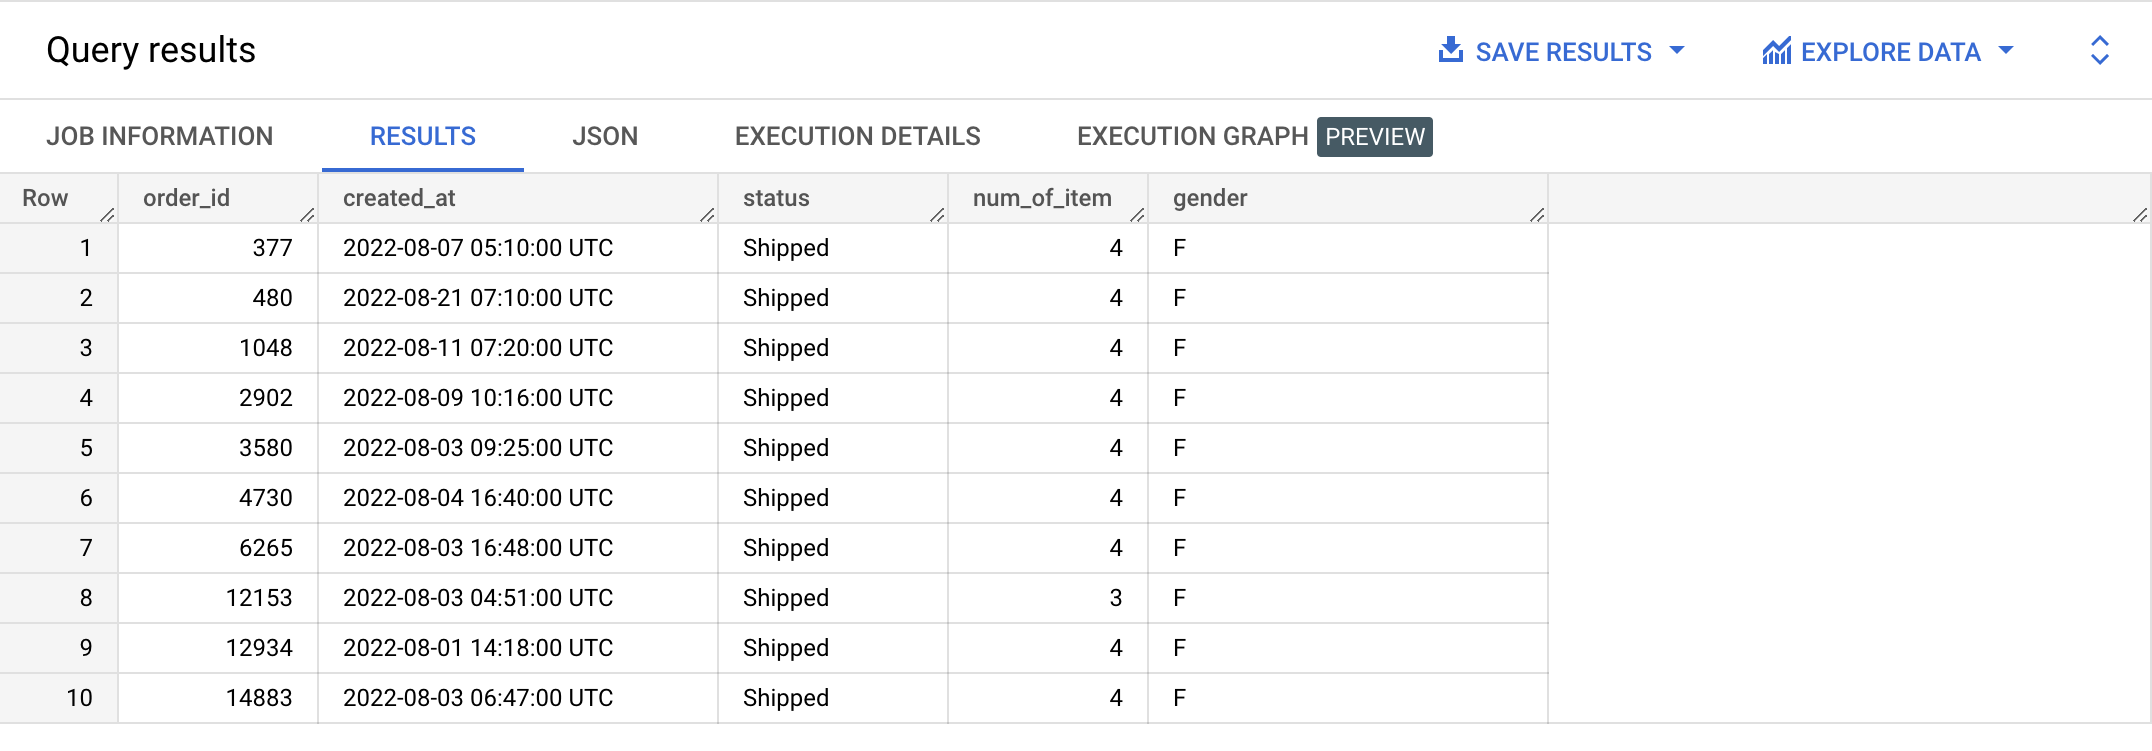 Query results
SAVE RESULTS
EXPLORE DATA
JOB INFORMATION RESULTS JSON EXECUTION DETAILS EXECUTION GRAPH PREVIEW
Row order_id created_at status num_of_item gender
1 377 2022-08-07 05:10:00 UTC Shipped 4 F
2 480 2022-08-21 07:10:00 UTC Shipped 4 F
3 1048 2022-08-11 07:20:00 UTC Shipped 4 F
4 2902 2022-08-09 10:16:00 UTC Shipped 4 F
5 3580 2022-08-03 09:25:00 UTC Shipped 4 F
6 4730 2022-08-04 16:40:00 UTC Shipped 4 F
7 6265 2022-08-03 16:48:00 UTC Shipped 4 F
8 12153 2022-08-03 04:51:00 UTC Shipped 3 F
9 12934 2022-08-01 14:18:00 UTC Shipped 4 F
10 14883 2022-08-03 06:47:00 UTC Shipped 4 F